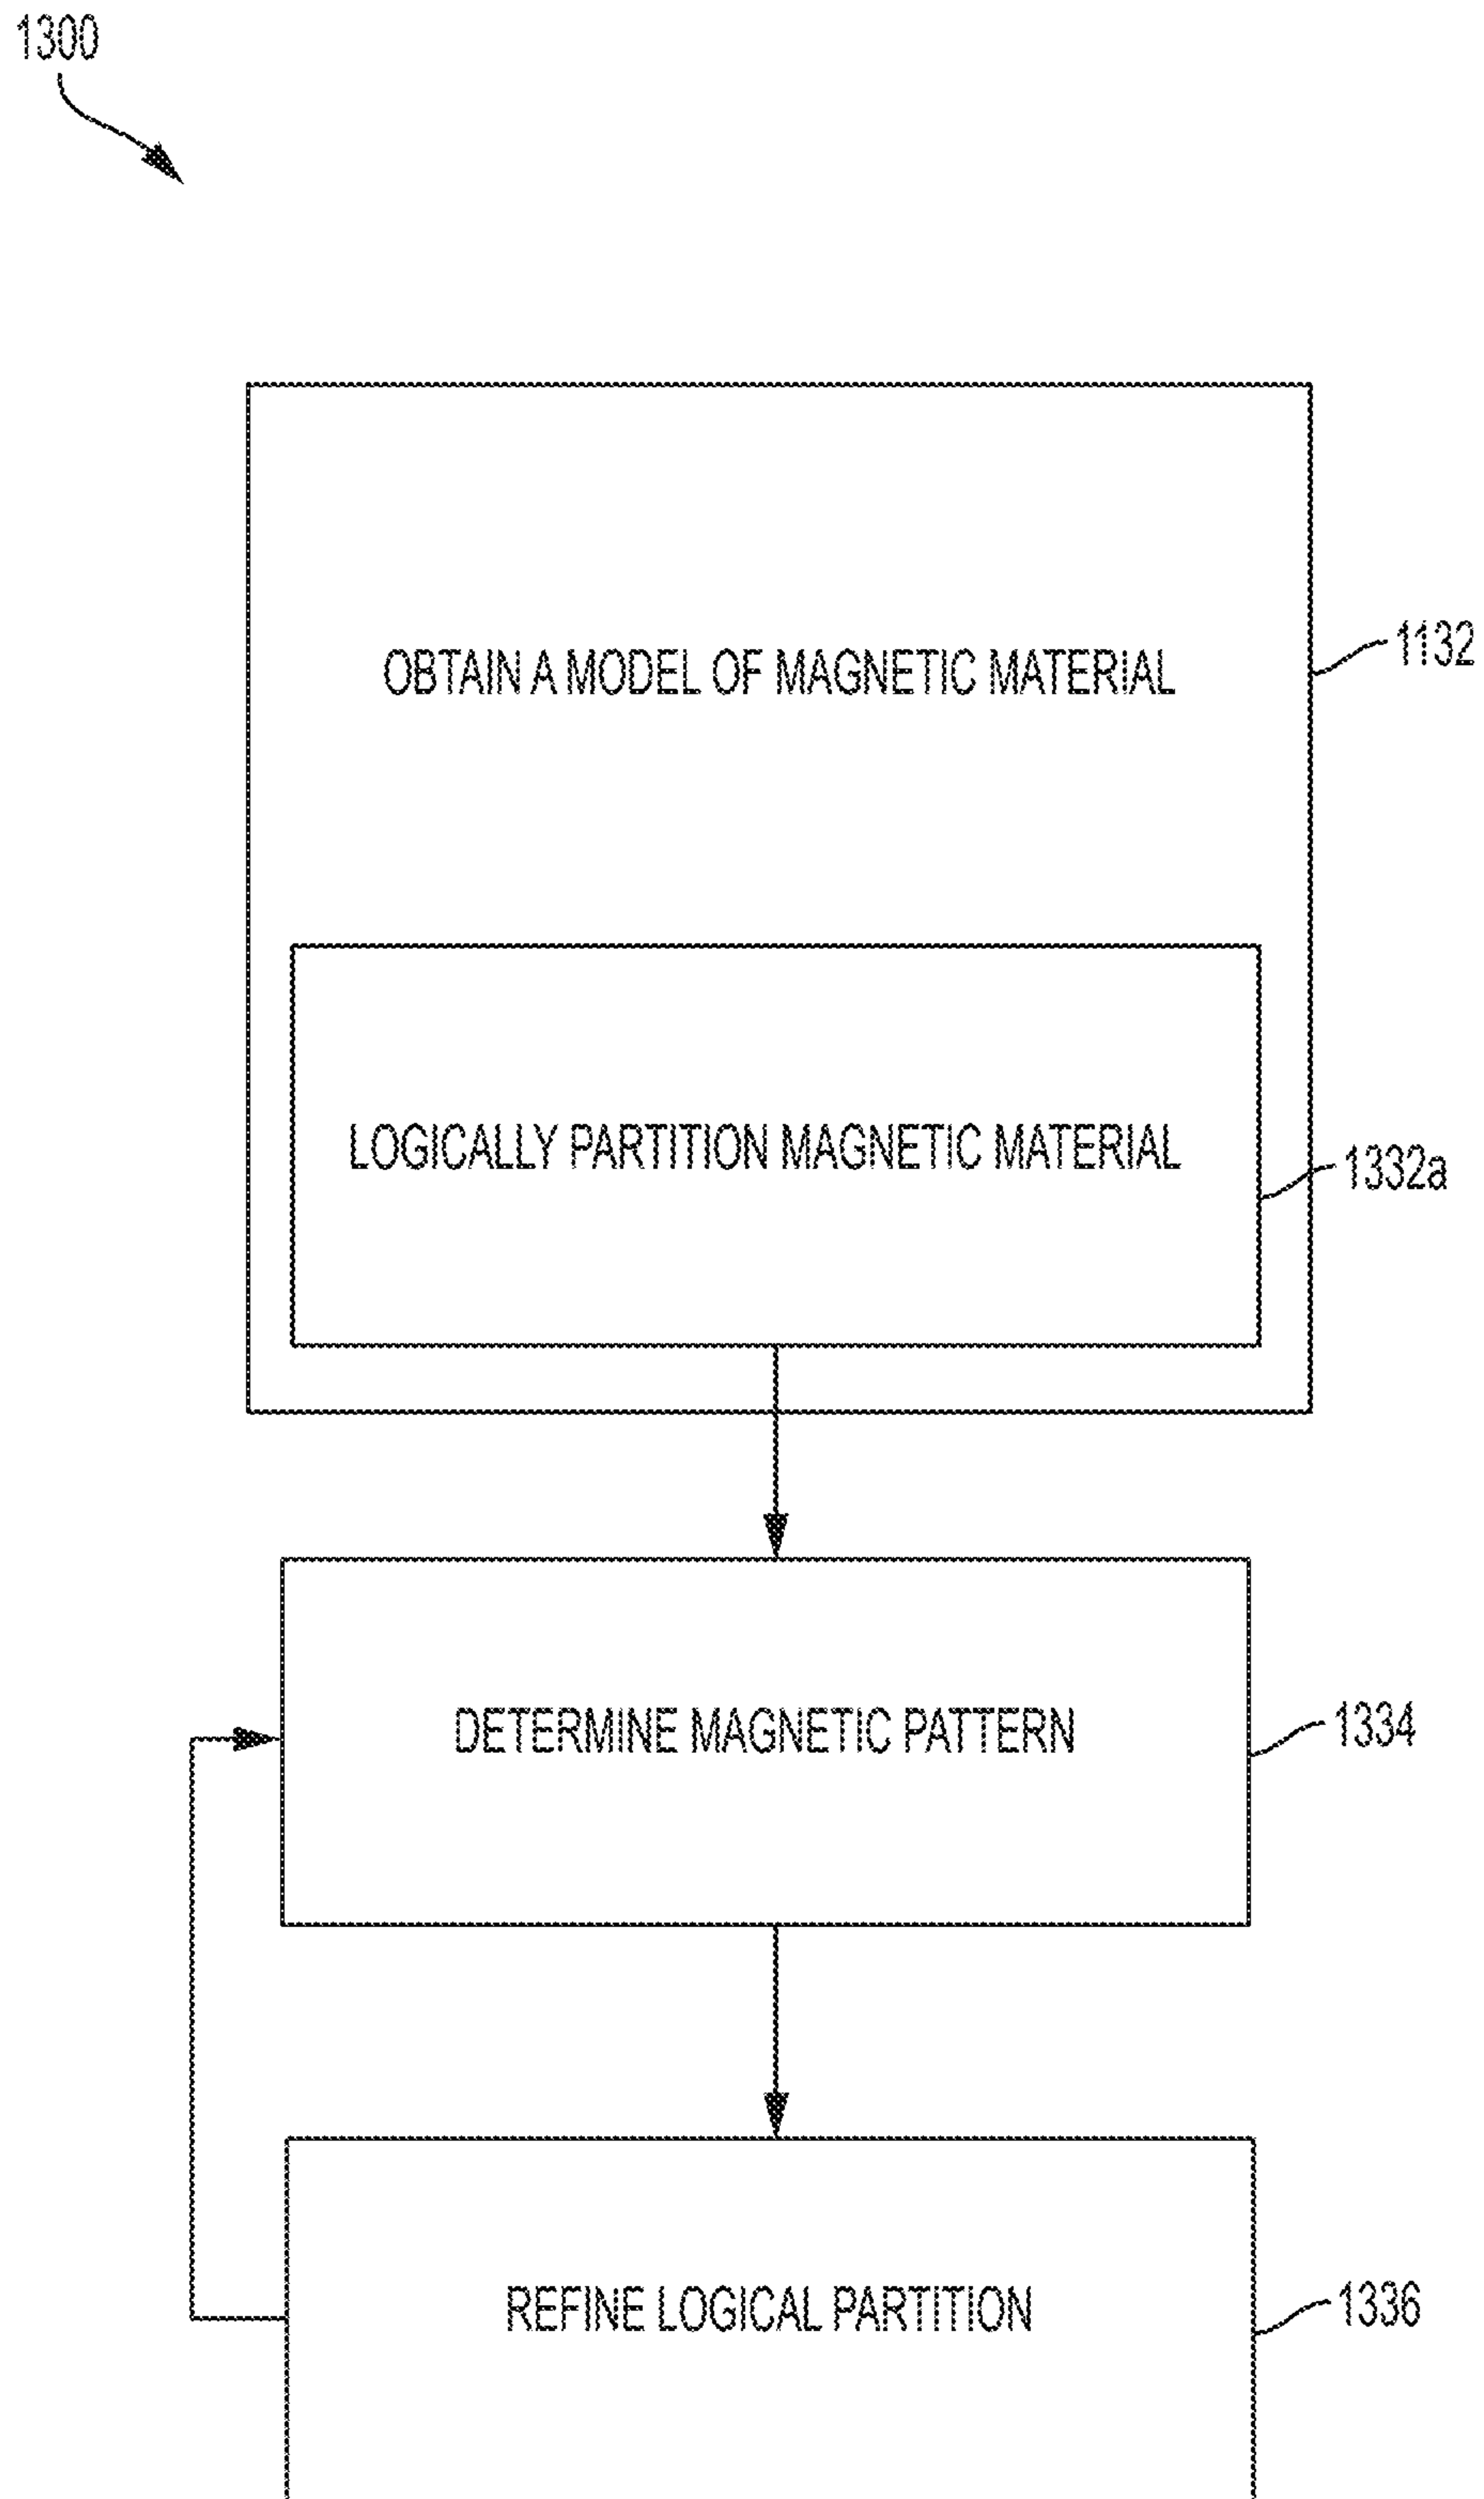 1300
OBTAIN A MODEL OF MAGNETIC MATERIAL
1132
LOGICALLY PARTITION MAGNETIC MATERIAL
1332a
DETERMINE MAGNETIC PATTERN
1334
REFINE LOGICAL PARTITION
1336